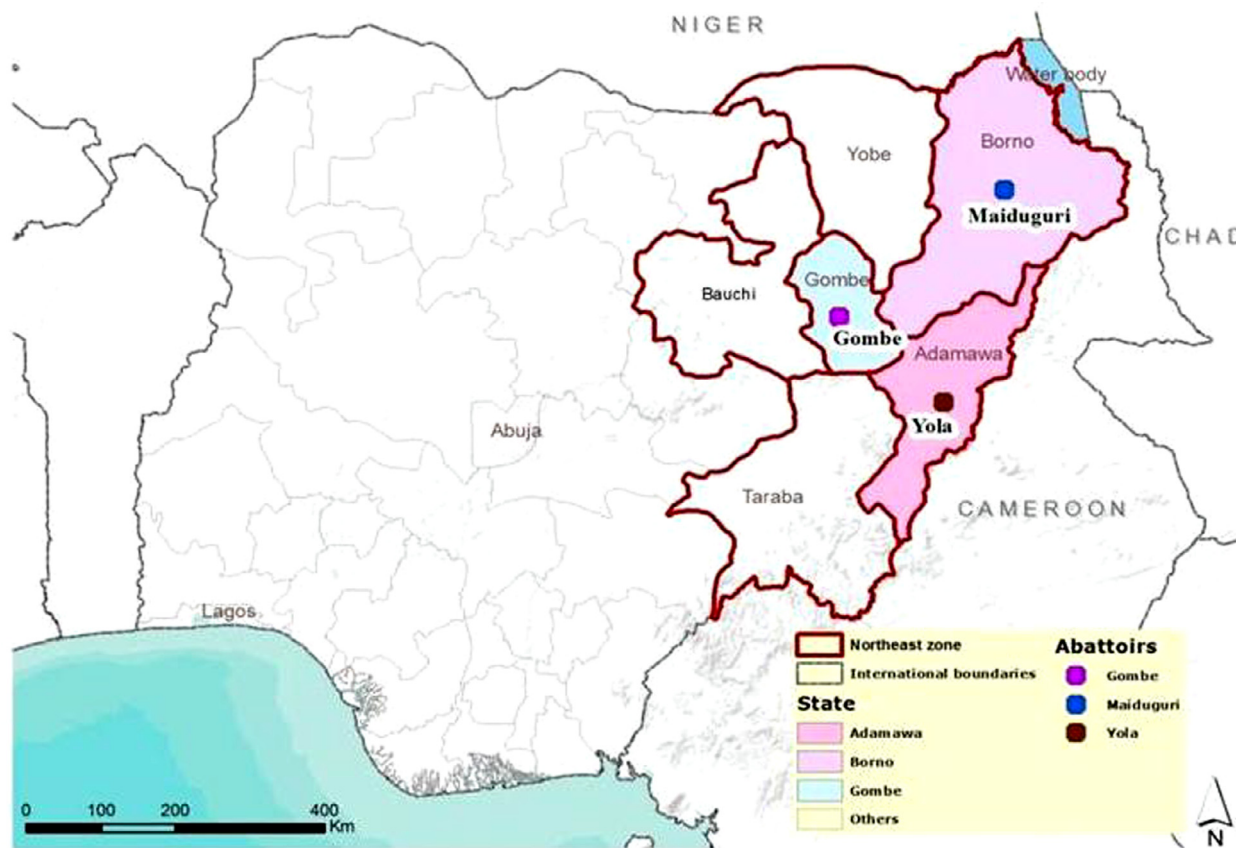 NIGER
Water body
Borno
Yobe
Maiduguri
CHAD
Gombe
Bauchi
Gombe
Adamawa
Yola
Abuja
Taraba
CAMEROON
Lagos
Northeast zone
International boundaries
State
Adamawa
Borno
Gombe
Others
Abattoirs
Gombe
Maiduguri
Yola
0 100 200 400
Km
N